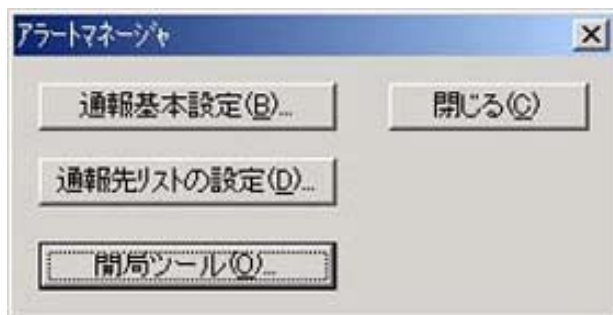 アラートマネージャ
通報基本設定(B)...
閉じる(C)
通報先リストの設定(D)...
開局ツール(O)...